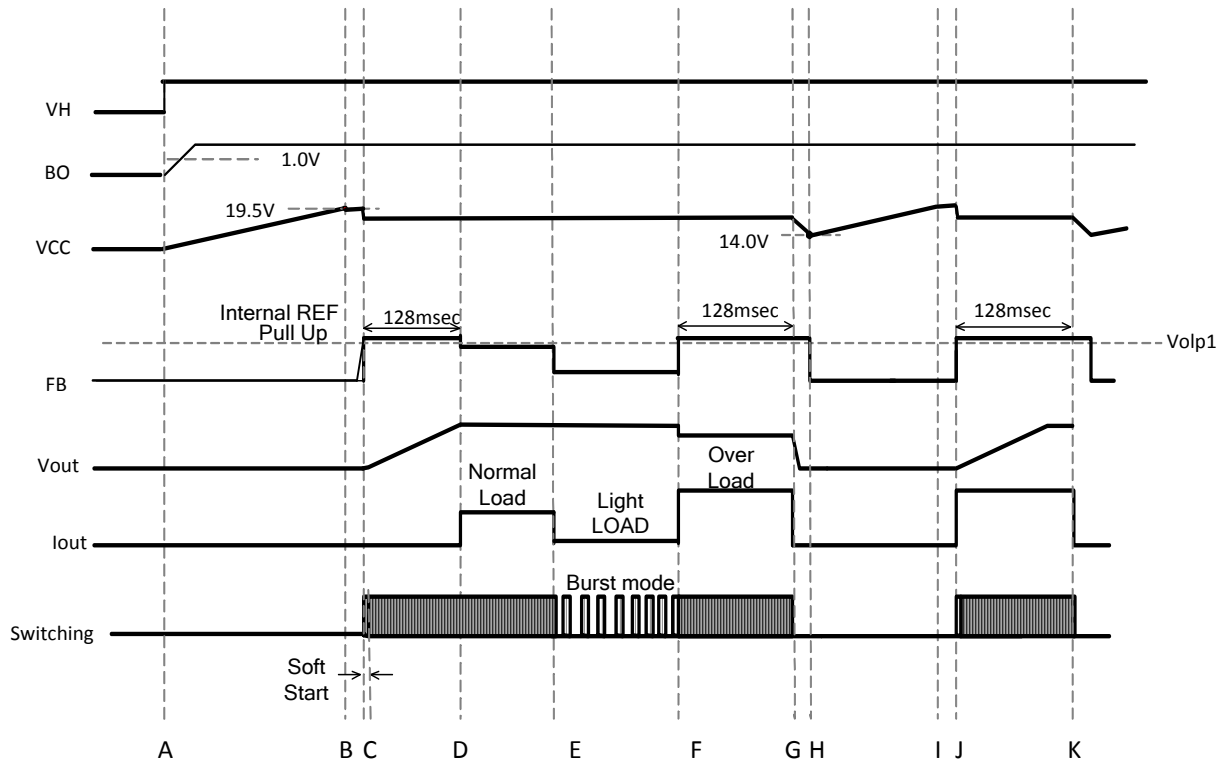 VH
BO
1.0V
19.5V
VCC
14.0V
Internal REF
Pull Up
128msec
128msec
128msec
Volp1
FB
Vout
Normal
Load
Light
LOAD
Over
Load
Iout
Burst mode
Switching
Soft
Start
A B C D E F G H I J K